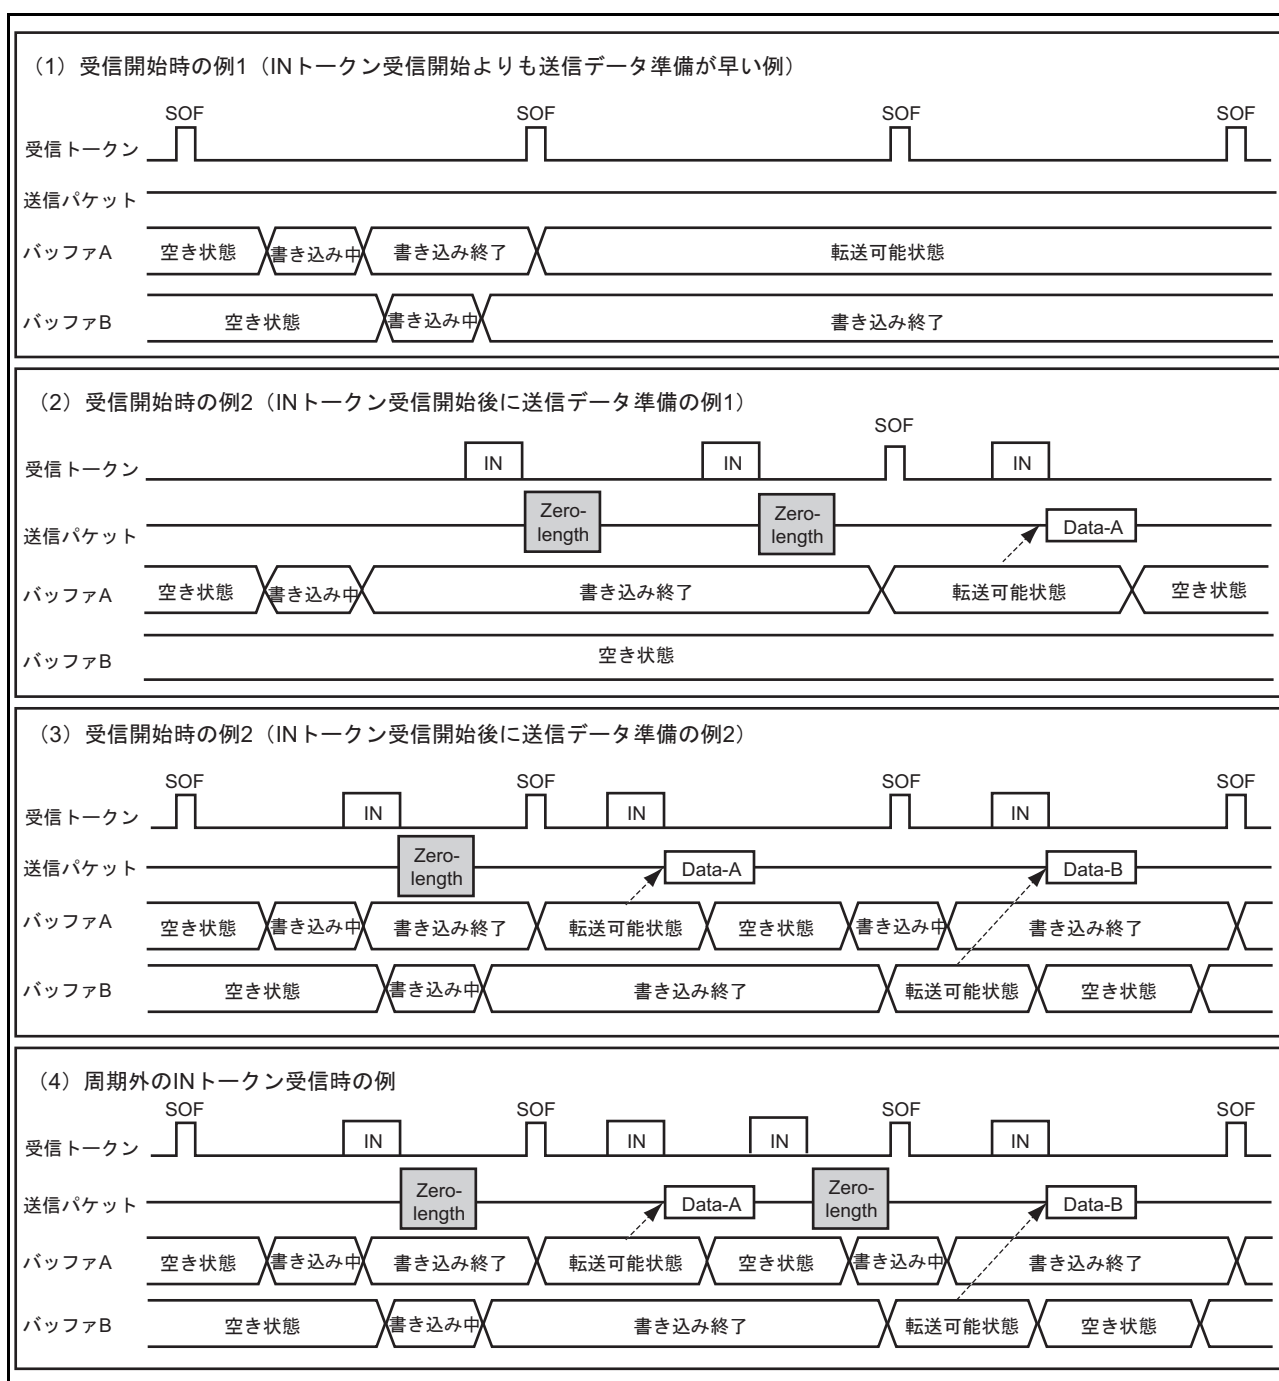 （1）受信開始時の例1（INトークン受信開始よりも送信データ準備が早い例）
SOF SOF SOF SOF
受信トークン
送信パケット
バッファA 空き状態 書き込み中 書き込み終了 転送可能状態
バッファB 空き状態 書き込み中 書き込み終了
（2）受信開始時の例2（INトークン受信開始後に送信データ準備の例1）
SOF
受信トークン IN IN IN
送信パケット Zero-length Zero-length Data-A
バッファA 空き状態 書き込み中 書き込み終了 転送可能状態 空き状態
バッファB 空き状態
（3）受信開始時の例2（INトークン受信開始後に送信データ準備の例2）
SOF SOF SOF SOF
受信トークン IN IN IN
送信パケット Zero-length Data-A Data-B
バッファA 空き状態 書き込み中 書き込み終了 転送可能状態 空き状態 書き込み中 書き込み終了
バッファB 空き状態 書き込み中 書き込み終了 転送可能状態 空き状態
（4）周期外のINトークン受信時の例
SOF SOF SOF SOF
受信トークン IN IN IN IN
送信パケット Zero-length Data-A Zero-length Data-B
バッファA 空き状態 書き込み中 書き込み終了 転送可能状態 空き状態 書き込み中 書き込み終了
バッファB 空き状態 書き込み中 書き込み終了 転送可能状態 空き状態